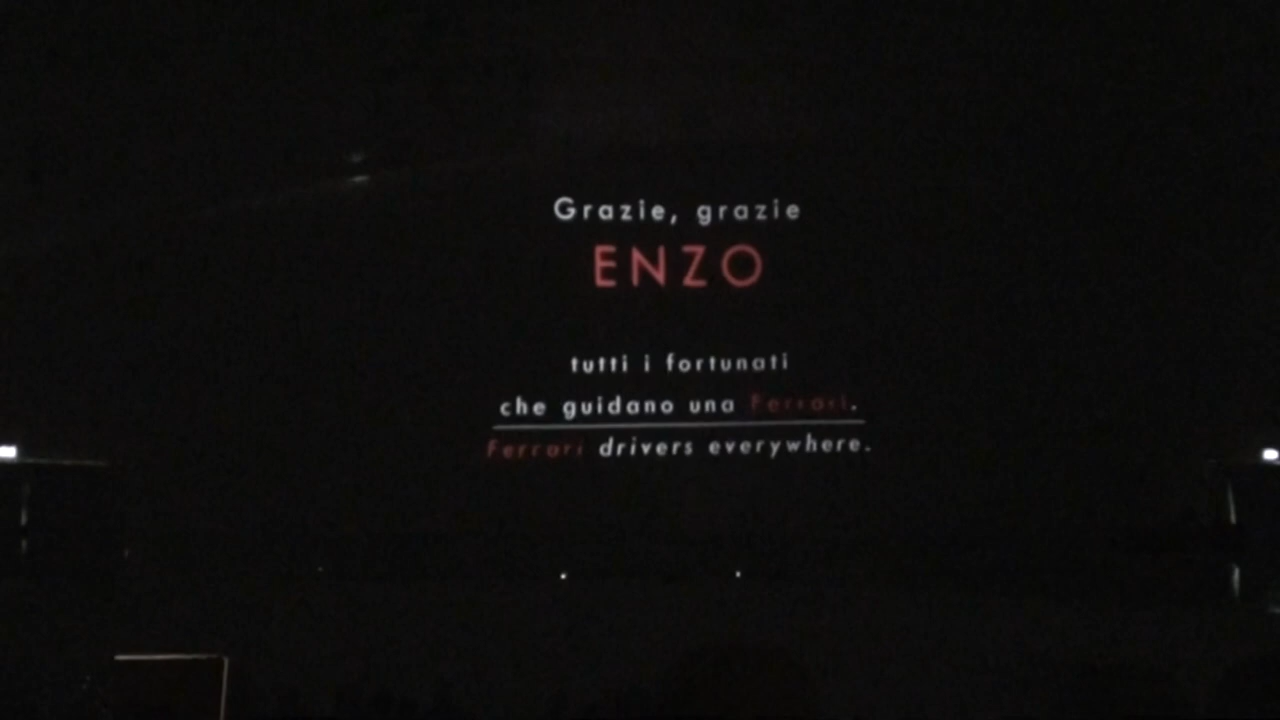 Grazie, grazie
ENZO
tutti i fortunati
che guidano una Ferrari.
Ferrari drivers everywhere.